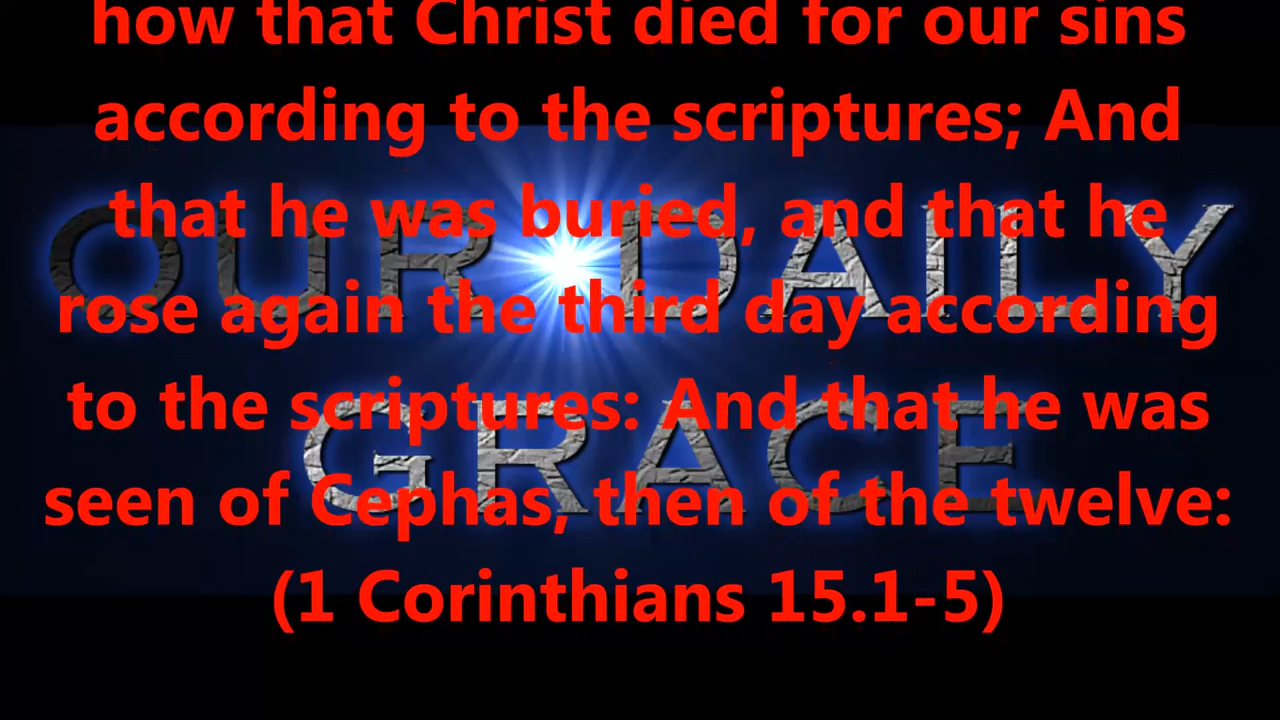 how that Christ died for our sins
according to the scriptures; And
that he was buried, and that he
rose again the third day according
to the scriptures: And that he was
seen of Cephas, then of the twelve:
(1 Corinthians 15.1-5)
OUR DAILY
GRACE